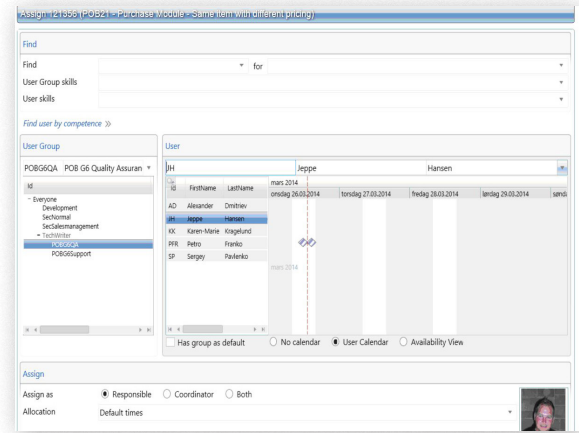 Assign 121356 (POB21 - Purchase Module - Same item with different pricing)
Find
Find for
User Group skills
User skills
Find user by competence »
User Group
User
POBG6QA POB G6 Quality Assuran
JH Jeppe Hansen
Id
Id FirstName LastName
mars 2014
onsdag 26.03.2014 torsdag 27.03.2014 fredag 28.03.2014 lørdag 29.03.2014 sønda
Everyone
Development
SecNormal
SecSalesmanagement
TechWriter
POBG6QA
POBG6Support
AD Alexander Dmitriev
JH Jeppe Hansen
KK Karen-Marie Kragelund
PFR Petro Franko
SP Sergey Pavlenko
mars 2014
Has group as default No calendar User Calendar Availability View
Assign
Assign as Responsible Coordinator Both
Allocation Default times